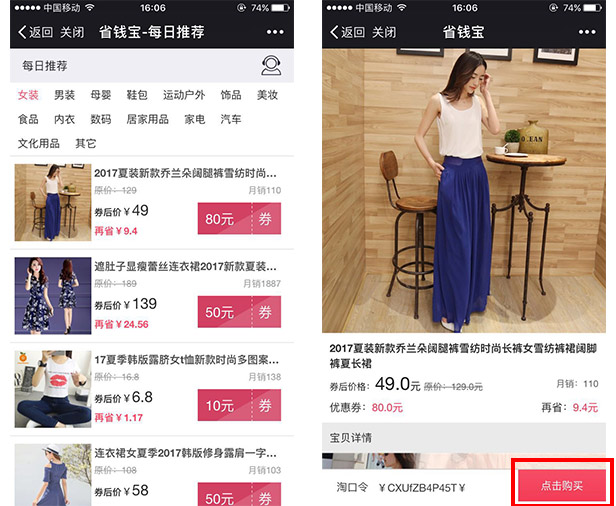 中国移动 16:06 74%
返回 关闭 省钱宝-每日推荐
每日推荐
女装 男装 母婴 鞋包 运动户外 饰品 美妆
食品 内衣 数码 居家用品 家电 汽车
文化用品 其它
2017夏装新款乔兰朵阔腿裤雪纺时尚...
原价：129 月销110
券后价￥49
再省￥9.4
80元 券
遮肚子显瘦蕾丝连衣裙2017新款夏装...
原价：189 月销1887
券后价￥139
再省￥24.56
50元 券
17夏季韩版露脐女t恤新款时尚多图案...
原价：16.8 月销138
券后价￥6.8
再省￥1.17
10元 券
连衣裙女夏季2017韩版修身露肩一字...
原价：108 月销103
券后价￥58
50元 券
中国移动 16:06 74%
返回 关闭 省钱宝
OCEAN
2017夏装新款乔兰朵阔腿裤雪纺时尚长裤女雪纺裤裙阔脚
裤夏长裙
券后价格：￥49.0元 原价：129.0元 月销：110
优惠券：80.0元 再省：9.4元
宝贝详情
淘口令 ￥CXUfZB4P45T￥ 点击购买